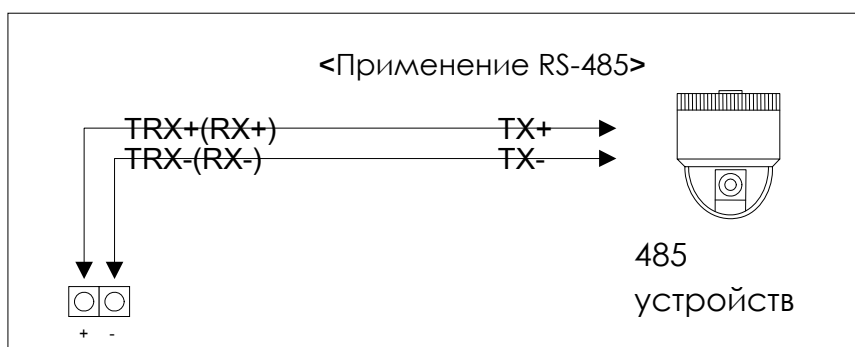 <Применение RS-485>
TRX+(RX+) TX+
TRX-(RX-) TX-
485
устройств
+ -